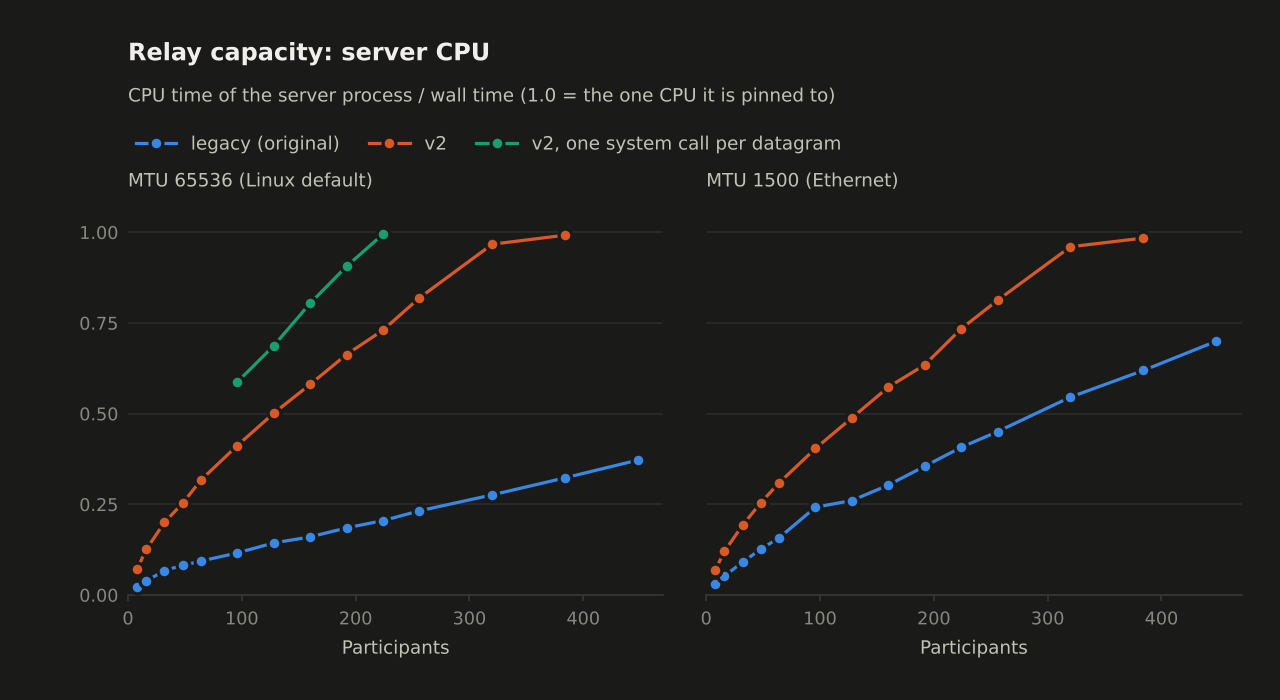 Relay capacity: server CPU
CPU time of the server process / wall time (1.0 = the one CPU it is pinned to)
legacy (original) v2 v2, one system call per datagram
MTU 65536 (Linux default) MTU 1500 (Ethernet)
1.00
0.75
0.50
0.25
0.00
0 100 200 300 400 0 100 200 300 400
Participants Participants